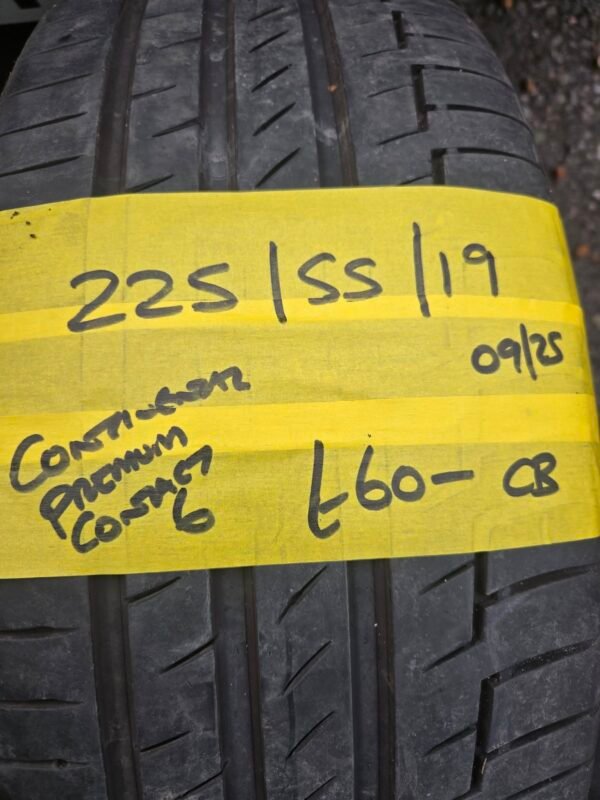 225/55/19
09/25
CONTINENTAL
PREMIUM
CONTACT
6
£60-
CB